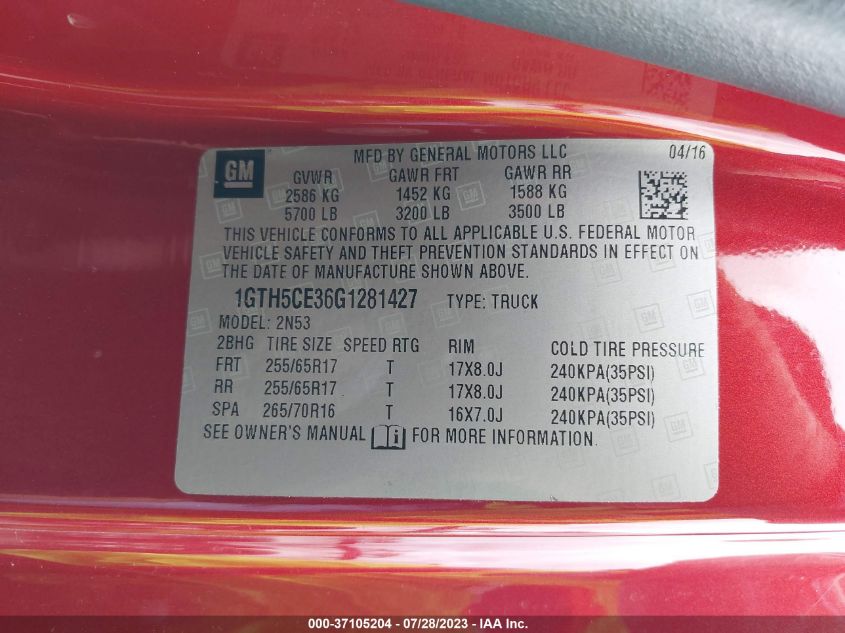 GM
MFD BY GENERAL MOTORS LLC 04/16
GVWR GAWR FRT GAWR RR
2586 KG 1452 KG 1588 KG
5700 LB 3200 LB 3500 LB
THIS VEHICLE CONFORMS TO ALL APPLICABLE U.S. FEDERAL MOTOR
VEHICLE SAFETY AND THEFT PREVENTION STANDARDS IN EFFECT ON
THE DATE OF MANUFACTURE SHOWN ABOVE.
1GTH5CE36G1281427 TYPE: TRUCK
MODEL: 2N53
2BHG TIRE SIZE SPEED RTG RIM COLD TIRE PRESSURE
FRT 255/65R17 T 17X8.0J 240KPA(35PSI)
RR 255/65R17 T 17X8.0J 240KPA(35PSI)
SPA 265/70R16 T 16X7.0J 240KPA(35PSI)
SEE OWNER'S MANUAL i FOR MORE INFORMATION.
000-37105204 - 07/28/2023 - IAA Inc.